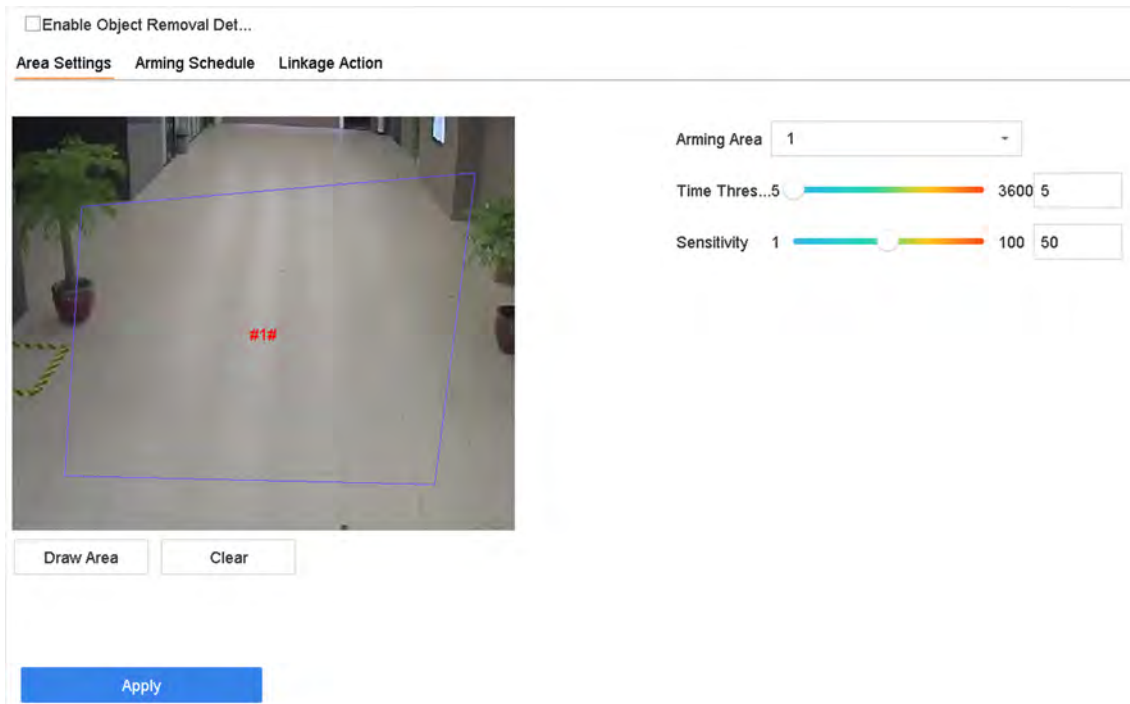 Enable Object Removal Det...
Area Settings Arming Schedule Linkage Action
Arming Area 1
Time Thres...5 3600 5
Sensitivity 1 100 50
#1#
Draw Area Clear
Apply